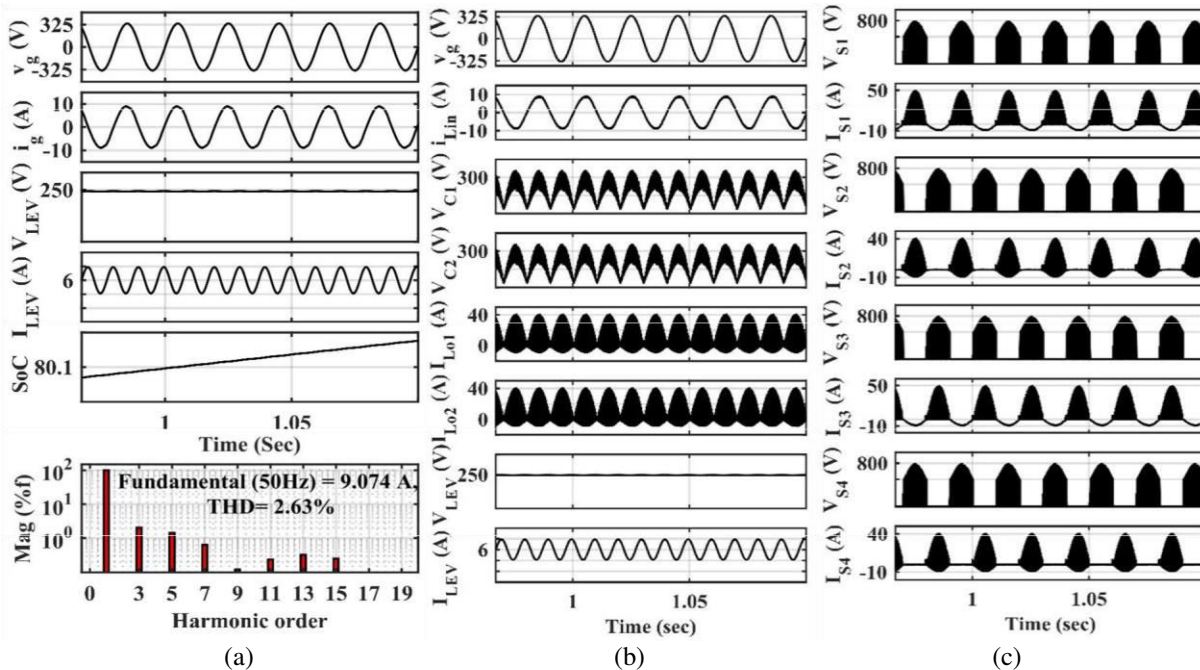 v_g (V)
325
0
-325
i_g (A)
10
0
-10
V_LEV (V)
250
I_LEV (A)
6
SoC
80.1
1
1.05
Time (Sec)
Mag (%f)
10^2
10^1
10^0
Fundamental (50Hz) = 9.074 A,
THD= 2.63%
0 3 5 7 9 11 13 15 17 19
Harmonic order
(a)
v_g (V)
325
0
-325
i_Lin (A)
10
0
-10
V_C1 (V)
300
V_C2 (V)
300
I_Lo1 (A)
40
0
I_Lo2 (A)
40
0
V_LEV (V)
250
I_LEV (A)
6
1
1.05
Time (sec)
(b)
V_S1 (V)
800
I_S1 (A)
50
-10
V_S2 (V)
800
I_S2 (A)
40
-10
V_S3 (V)
800
I_S3 (A)
50
-10
V_S4 (V)
800
I_S4 (A)
40
-10
1
1.05
Time (sec)
(c)